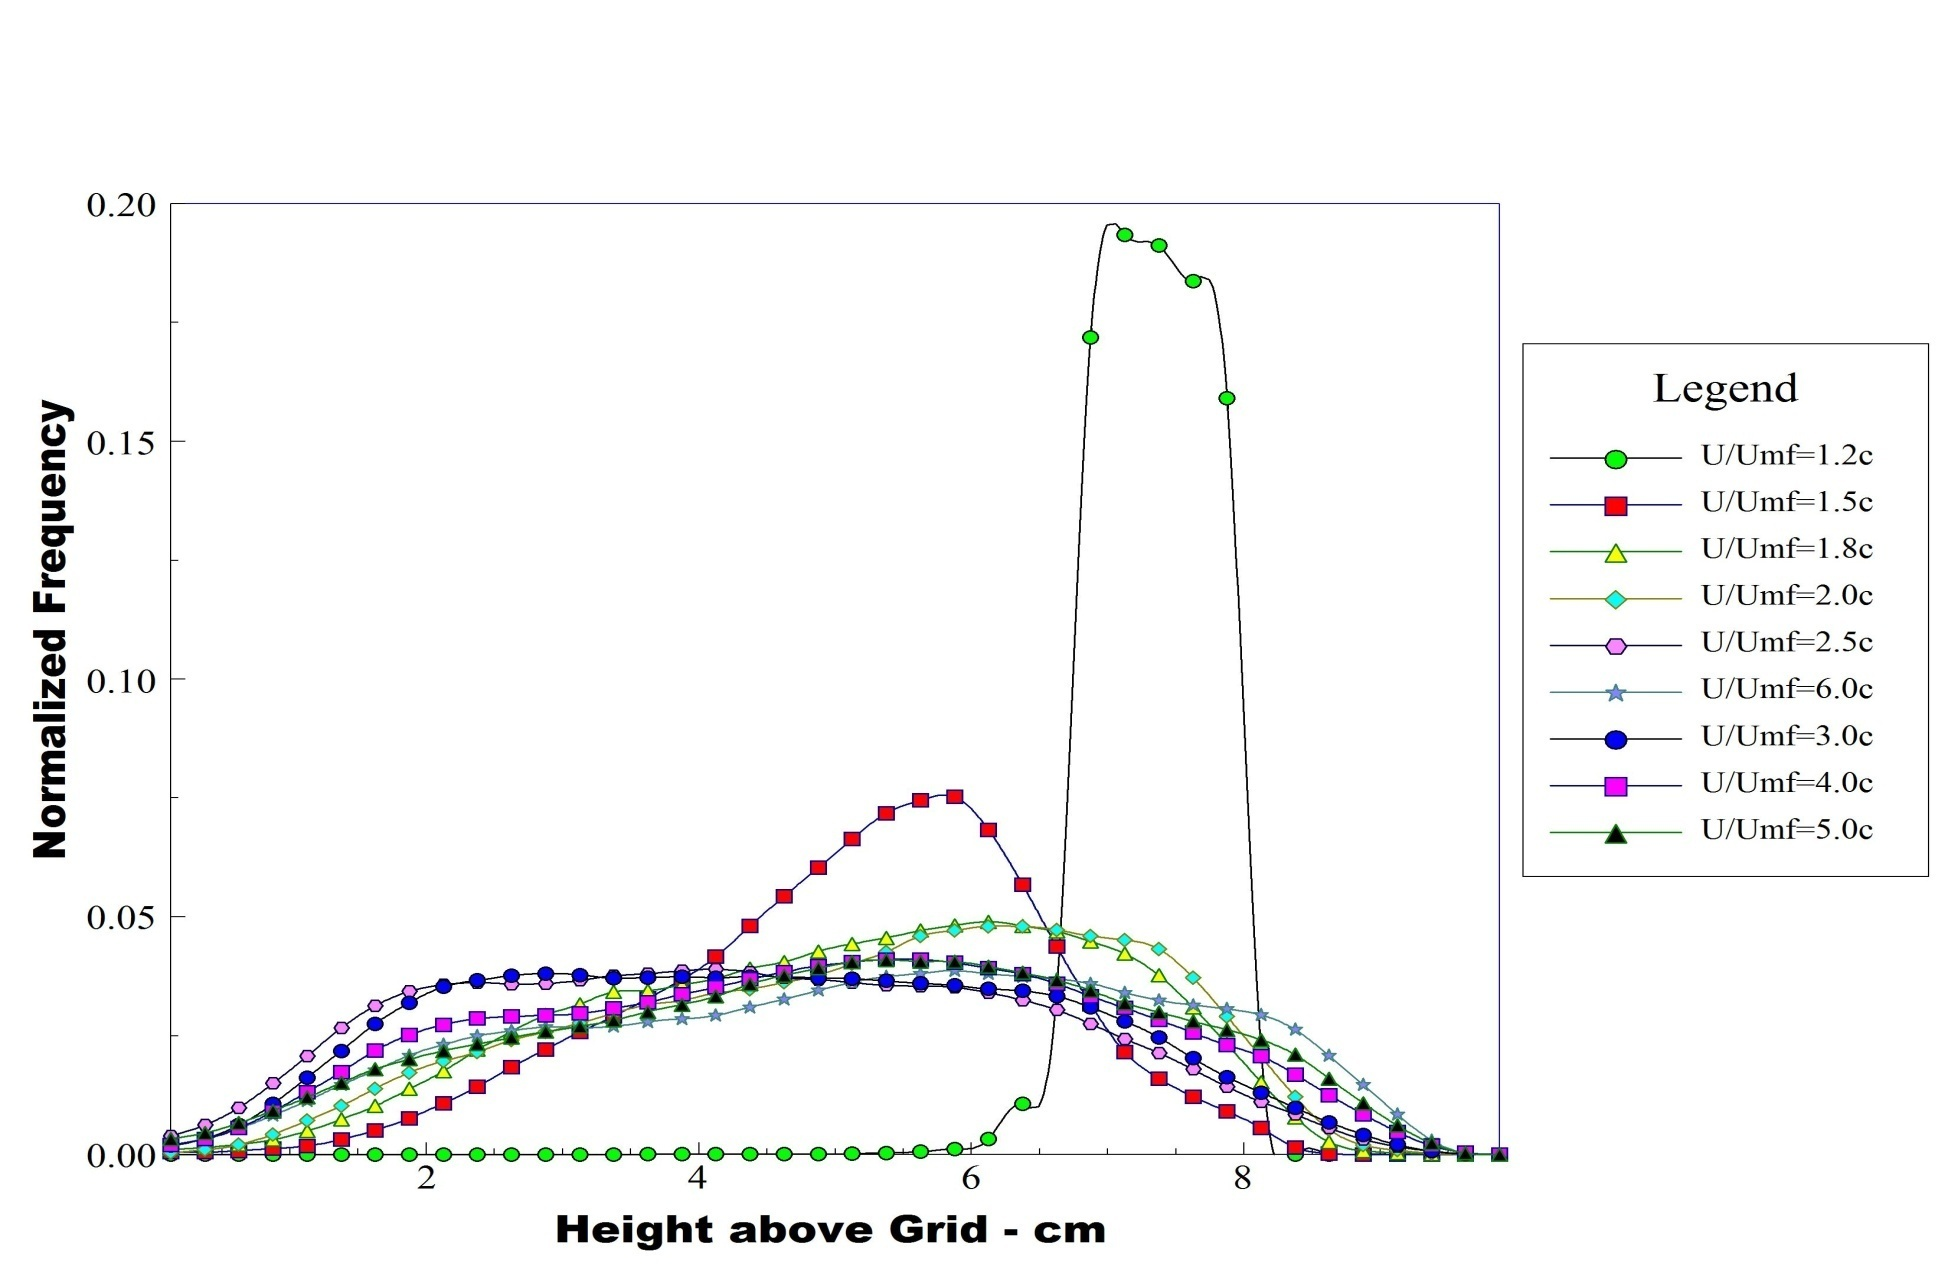 0.20
0.15
0.10
0.05
0.00
2 4 6 8
Normalized Frequency
Height above Grid - cm
Legend
U/Umf=1.2c
U/Umf=1.5c
U/Umf=1.8c
U/Umf=2.0c
U/Umf=2.5c
U/Umf=6.0c
U/Umf=3.0c
U/Umf=4.0c
U/Umf=5.0c